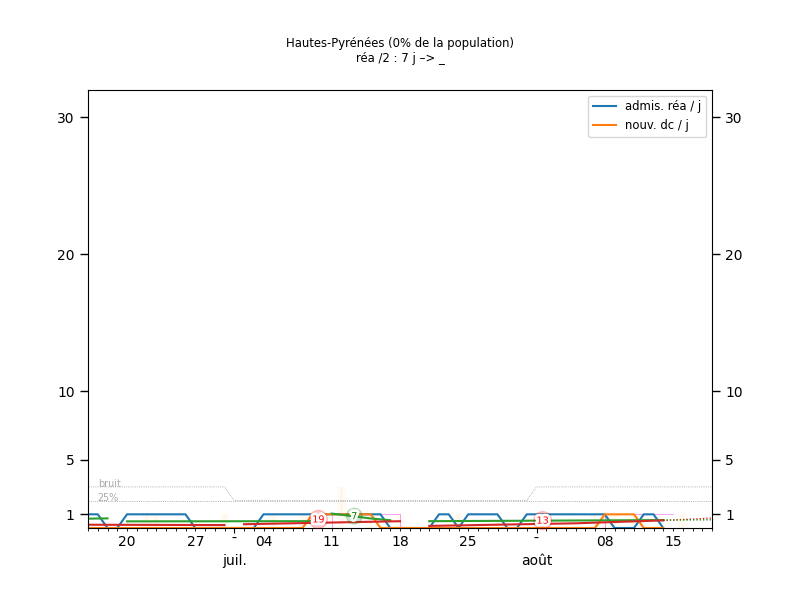 Hautes-Pyrénées (0% de la population)
réa /2 : 7 j –> _
admis. réa / j
nouv. dc / j
30 30
20 20
10 10
5 5
1 1
bruit
25%
19 7 13
20 27 - 04 11 18 25 - 08 15
juil. août